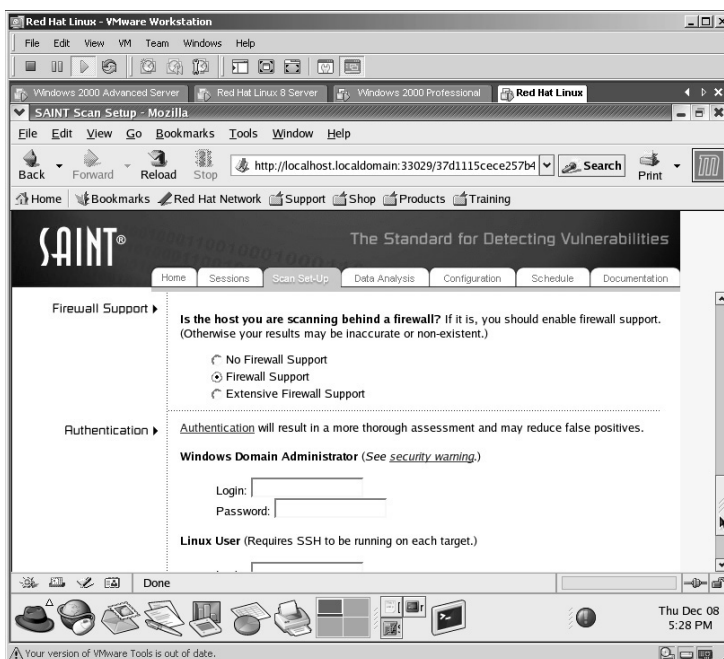 Red Hat Linux - VMware Workstation
File Edit View VM Team Windows Help
Windows 2000 Advanced Server Red Hat Linux 8 Server Windows 2000 Professional Red Hat Linux
SAINT Scan Setup - Mozilla
File Edit View Go Bookmarks Tools Window Help
Back Forward Reload Stop http://localhost.localdomain:33029/37d1115cece257b4 Search Print
Home Bookmarks Red Hat Network Support Shop Products Training
SAINT® The Standard for Detecting Vulnerabilities
Home Sessions Scan Set-Up Data Analysis Configuration Schedule Documentation
Firewall Support
Is the host you are scanning behind a firewall? If it is, you should enable firewall support.
(Otherwise your results may be inaccurate or non-existent.)
No Firewall Support
Firewall Support
Extensive Firewall Support
Authentication
Authentication will result in a more thorough assessment and may reduce false positives.
Windows Domain Administrator (See security warning.)
Login:
Password:
Linux User (Requires SSH to be running on each target.)
Done
Thu Dec 08
5:28 PM
Your version of VMware Tools is out of date.